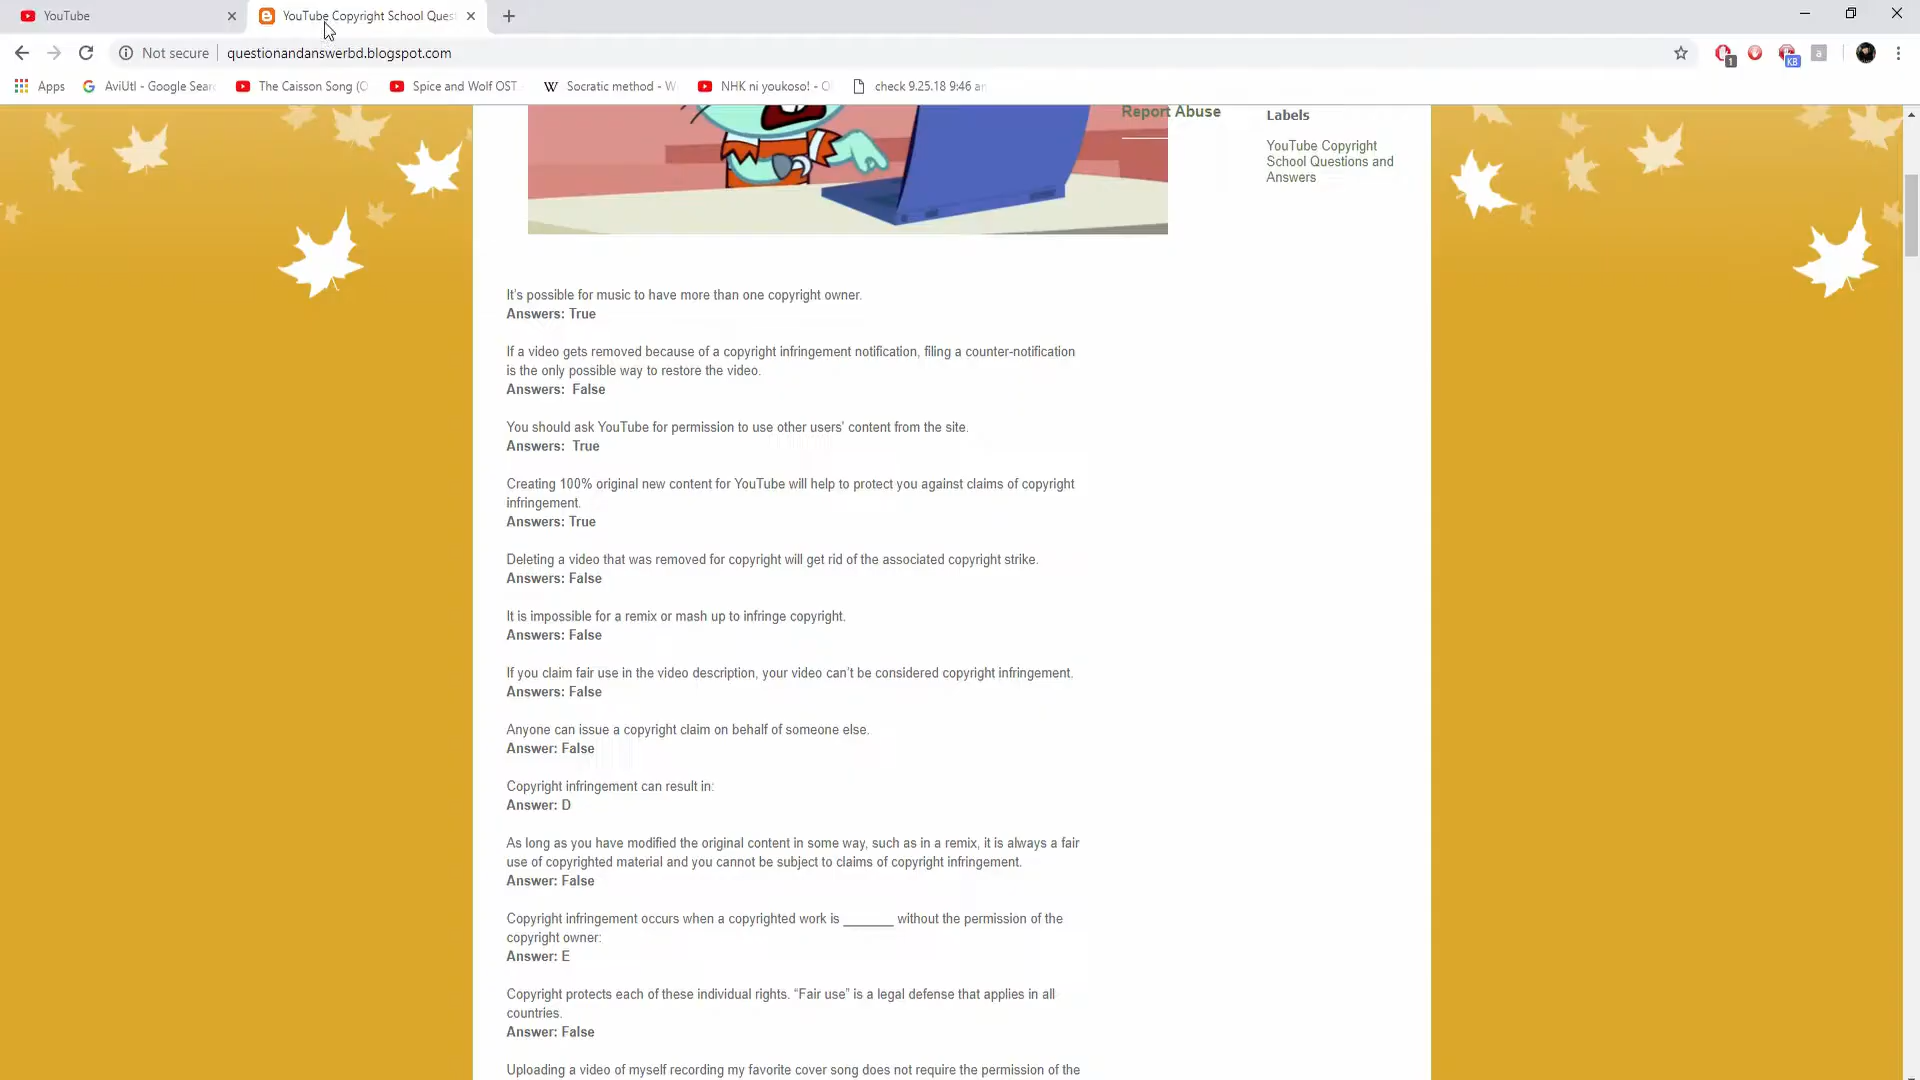 YouTube
YouTube Copyright School Ques
Not secure
questionandanswerbd.blogspot.com
1
KB
a
Apps
AviUtl - Google Sear
The Caisson Song (O
Spice and Wolf OST
W
Socratic method - W
NHK ni youkoso! - O
check 9.25.18 9:46 a
Report Abuse
Labels
YouTube Copyright
School Questions and
Answers
It's possible for music to have more than one copyright owner.
Answers: True
If a video gets removed because of a copyright infringement notification, filing a counter-notification
is the only possible way to restore the video.
Answers:  False
You should ask YouTube for permission to use other users' content from the site.
Answers:  True
Creating 100% original new content for YouTube will help to protect you against claims of copyright
infringement.
Answers: True
Deleting a video that was removed for copyright will get rid of the associated copyright strike.
Answers: False
It is impossible for a remix or mash up to infringe copyright.
Answers: False
If you claim fair use in the video description, your video can't be considered copyright infringement.
Answers: False
Anyone can issue a copyright claim on behalf of someone else.
Answer: False
Copyright infringement can result in:
Answer: D
As long as you have modified the original content in some way, such as in a remix, it is always a fair
use of copyrighted material and you cannot be subject to claims of copyright infringement.
Answer: False
Copyright infringement occurs when a copyrighted work is _______ without the permission of the
copyright owner:
Answer: E
Copyright protects each of these individual rights. “Fair use” is a legal defense that applies in all
countries.
Answer: False
Uploading a video of myself recording my favorite cover song does not require the permission of the